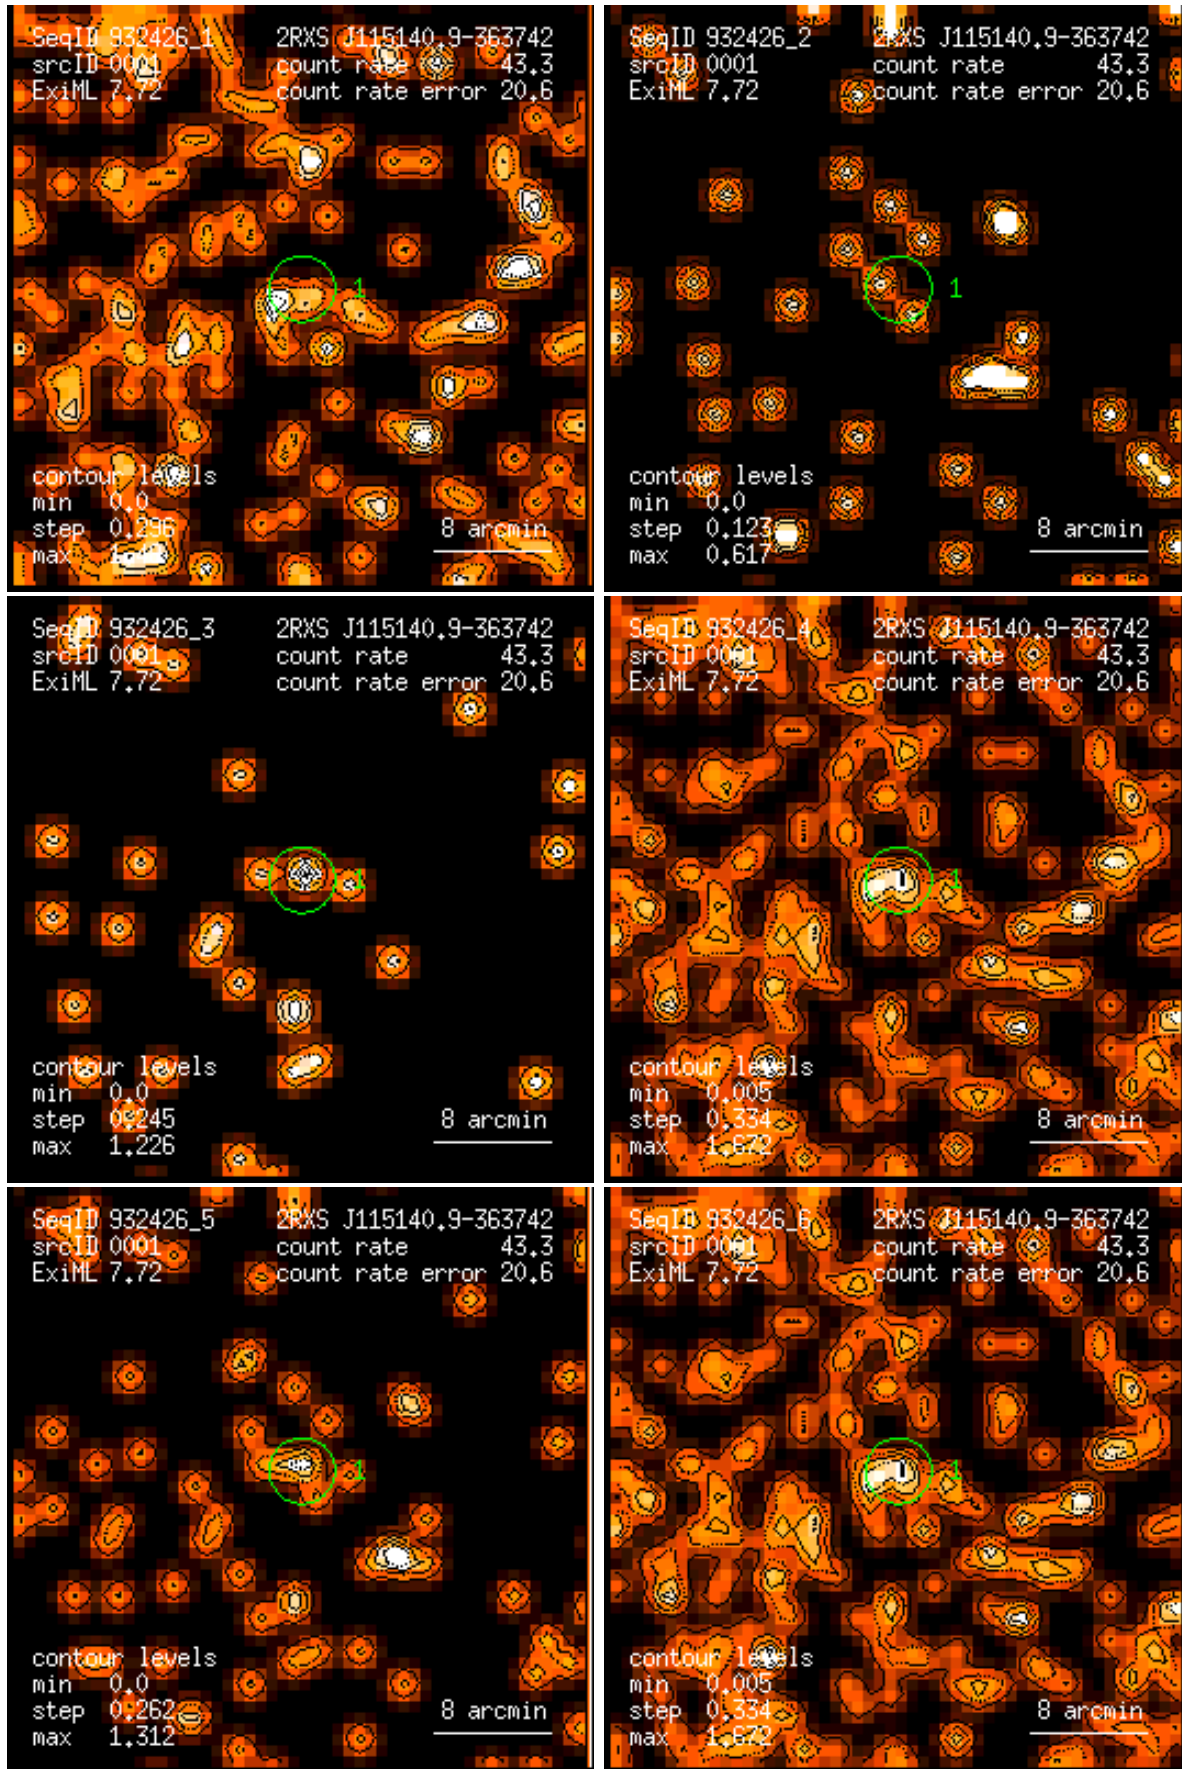 SeqID 932426_1 2RXS J115140.9-363742
srcID 0001 count rate 43.3
ExiML 7.72 count rate error 20.6
1
contour levels
min 0.0
step 0.296
max
8 arcmin
SeqID 932426_2 2RXS J115140.9-363742
srcID 0001 count rate 43.3
ExiML 7.72 count rate error 20.6
1
contour levels
min 0.0
step 0.123
max 0.617
8 arcmin
SeqID 932426_3 2RXS J115140.9-363742
srcID 0001 count rate 43.3
ExiML 7.72 count rate error 20.6
1
contour levels
min 0.0
step 0.245
max 1.226
8 arcmin
SeqID 932426_4 2RXS J115140.9-363742
srcID 0001 count rate 43.3
ExiML 7.72 count rate error 20.6
1
contour levels
min 0.005
step 0.334
max 1.672
8 arcmin
SeqID 932426_5 2RXS J115140.9-363742
srcID 0001 count rate 43.3
ExiML 7.72 count rate error 20.6
1
contour levels
min 0.0
step 0.262
max 1.312
8 arcmin
SeqID 932426_6 2RXS J115140.9-363742
srcID 0001 count rate 43.3
ExiML 7.72 count rate error 20.6
1
contour levels
min 0.005
step 0.334
max 1.672
8 arcmin